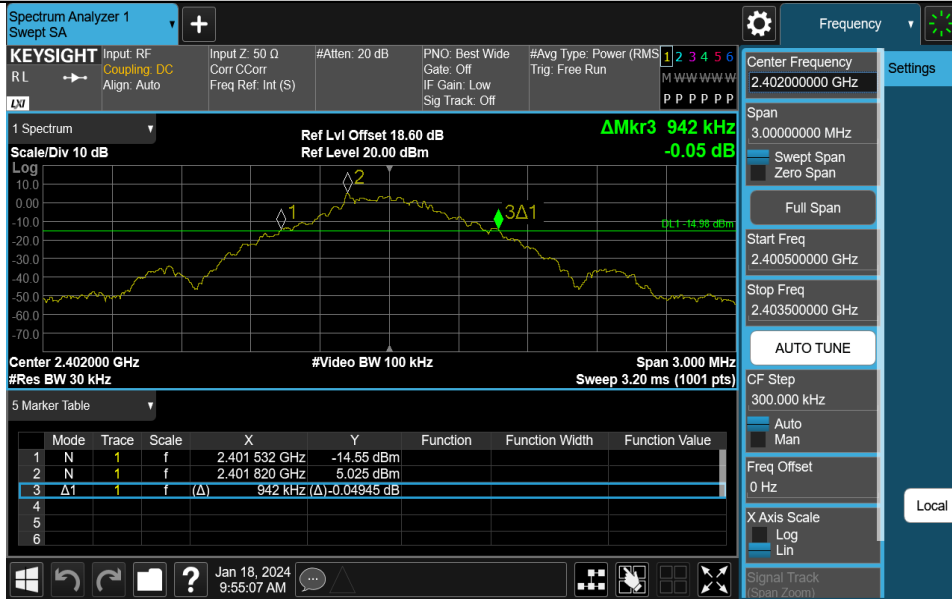 Spectrum Analyzer 1
Swept SA
Frequency
KEYSIGHT
R L
LXI
Input: RF
Coupling: DC
Align: Auto
Input Z: 50 Ω
Corr CCorr
Freq Ref: Int (S)
#Atten: 20 dB
PNO: Best Wide
Gate: Off
IF Gain: Low
Sig Track: Off
#Avg Type: Power (RMS
Trig: Free Run
1 2 3 4 5 6
M W W W W W
P P P P P P
Center Frequency
2.402000000 GHz
Settings
Span
3.00000000 MHz
Swept Span
Zero Span
Full Span
Start Freq
2.400500000 GHz
Stop Freq
2.403500000 GHz
AUTO TUNE
CF Step
300.000 kHz
Auto
Man
Freq Offset
0 Hz
X Axis Scale
Log
Lin
Signal Track
(Span Zoom)
Local
1 Spectrum
Scale/Div 10 dB
Ref Lvl Offset 18.60 dB
Ref Level 20.00 dBm
ΔMkr3 942 kHz
-0.05 dB
Log
10.0
0.00
-10.0
-20.0
-30.0
-40.0
-50.0
-60.0
-70.0
1
2
3Δ1
DL1 -14.98 dBm
Center 2.402000 GHz
#Video BW 100 kHz
Span 3.000 MHz
#Res BW 30 kHz
Sweep 3.20 ms (1001 pts)
5 Marker Table
Mode Trace Scale X Y Function Function Width Function Value
1 N 1 f 2.401 532 GHz -14.55 dBm
2 N 1 f 2.401 820 GHz 5.025 dBm
3 Δ1 1 f (Δ) 942 kHz (Δ) -0.04945 dB
4
5
6
?
Jan 18, 2024
9:55:07 AM